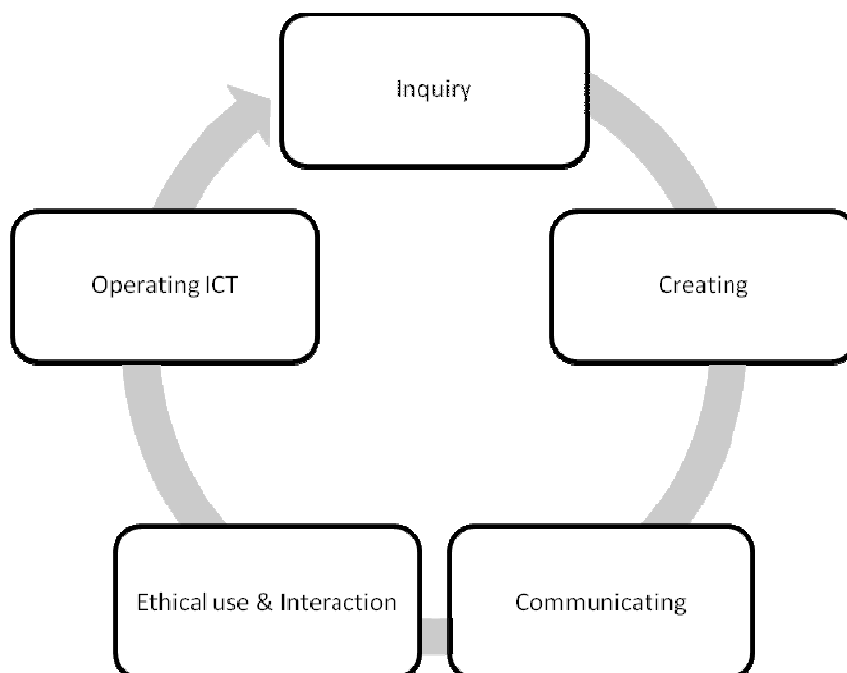 Inquiry
Operating ICT
Creating
Ethical use & Interaction
Communicating